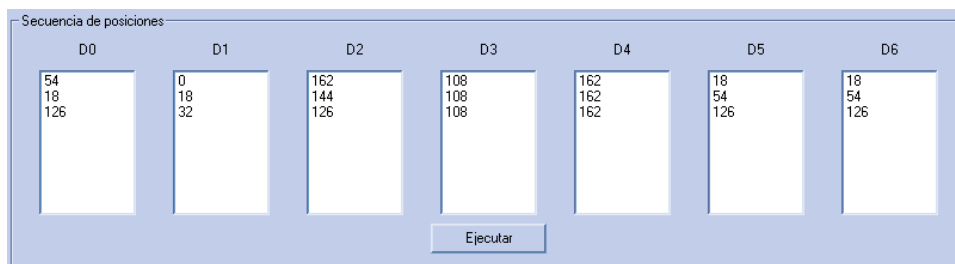 Secuencia de posiciones
D0 D1 D2 D3 D4 D5 D6
54 0 162 108 162 18 18
18 18 144 108 162 54 54
126 32 126 108 162 126 126
Ejecutar